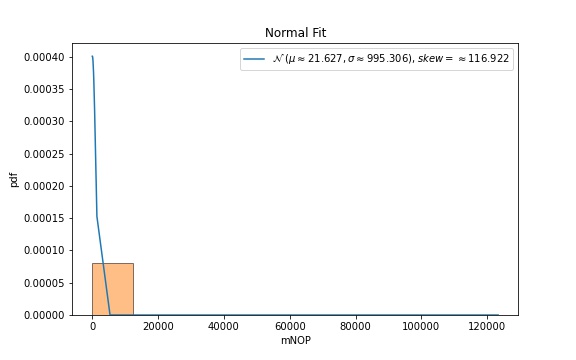 Normal Fit
𝒩 (μ ≈ 21.627, σ ≈ 995.306), skew = ≈ 116.922
0.00040
0.00035
0.00030
0.00025
0.00020
0.00015
0.00010
0.00005
0.00000
pdf
0 20000 40000 60000 80000 100000 120000
mNOP